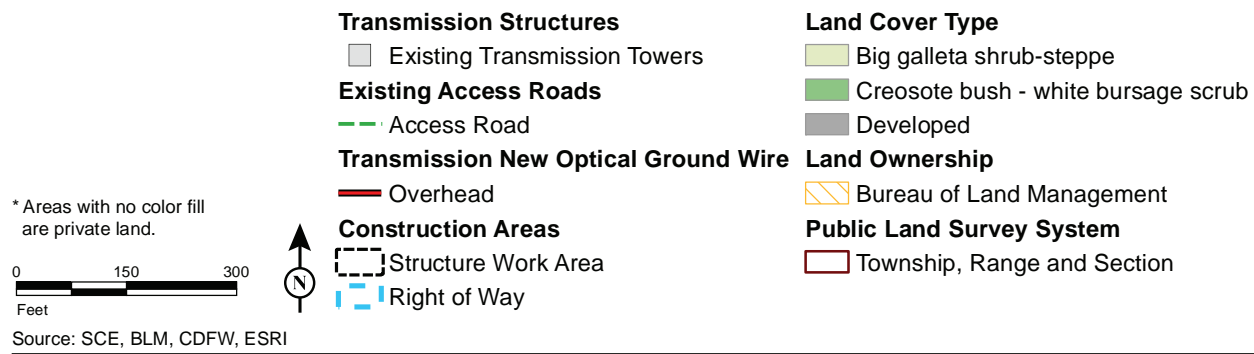 Transmission Structures
Existing Transmission Towers
Existing Access Roads
Access Road
Transmission New Optical Ground Wire
Overhead
Construction Areas
Structure Work Area
Right of Way
Land Cover Type
Big galleta shrub-steppe
Creosote bush - white bursage scrub
Developed
Land Ownership
Bureau of Land Management
Public Land Survey System
Township, Range and Section
* Areas with no color fill
are private land.
0 150 300
Feet
N
Source: SCE, BLM, CDFW, ESRI